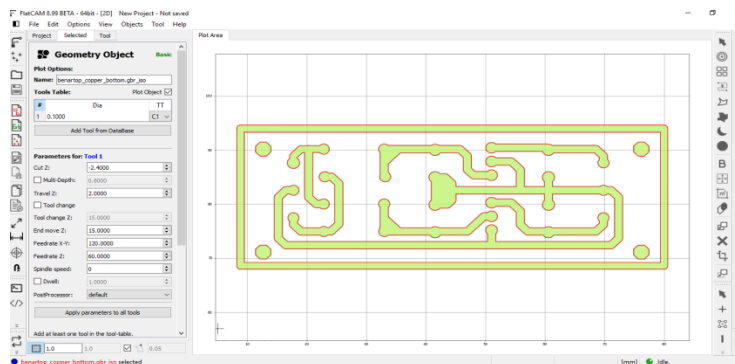 FlatCAM 8.99 BETA - 64bit - [2D]    New Project - Not saved
File Edit Options View Objects Tool Help
Project Selected Tool Plot Area
Geometry Object Basic
Plot Options:
Name: benartop_copper_bottom.gbr_iso
Tools Table: Plot Object
# Dia TT
1 0.1000 C1
Add Tool from DataBase
Parameters for: Tool 1
Cut Z: -2.4000
Multi-Depth: 0.8000
Travel Z: 2.0000
Tool change
Tool change Z: 15.0000
End move Z: 15.0000
Feedrate X-Y: 120.0000
Feedrate Z: 60.0000
Spindle speed: 0
Dwell: 1.0000
PostProcessor: default
Apply parameters to all tools
Add at least one tool in the tool-table.
1.0 1.0 0.05
benartop_copper_bottom.gbr_iso selected [mm] Idle.